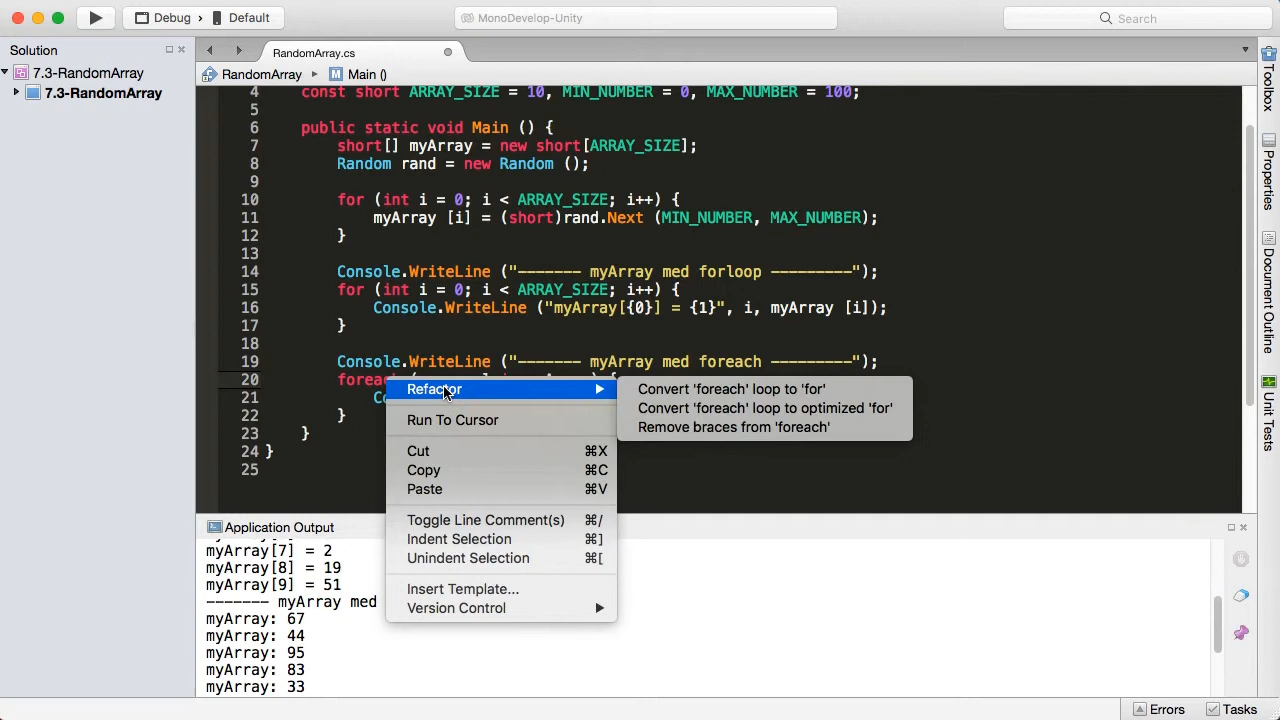 Debug › Default
MonoDevelop-Unity
Search
Solution
7.3-RandomArray
7.3-RandomArray
RandomArray.cs
RandomArray ▸ Main ()
4 const short ARRAY_SIZE = 10, MIN_NUMBER = 0, MAX_NUMBER = 100;
5
6 public static void Main () {
7 short[] myArray = new short[ARRAY_SIZE];
8 Random rand = new Random ();
9
10 for (int i = 0; i < ARRAY_SIZE; i++) {
11 myArray [i] = (short)rand.Next (MIN_NUMBER, MAX_NUMBER);
12 }
13
14 Console.WriteLine ("------- myArray med forloop ---------");
15 for (int i = 0; i < ARRAY_SIZE; i++) {
16 Console.WriteLine ("myArray[{0}] = {1}", i, myArray [i]);
17 }
18
19 Console.WriteLine ("------- myArray med foreach ---------");
20 foreac
21 Co
22 }
23 }
24 }
25
Refactor
Run To Cursor
Cut ⌘X
Copy ⌘C
Paste ⌘V
Toggle Line Comment(s) ⌘/
Indent Selection ⌘]
Unindent Selection ⌘[
Insert Template...
Version Control
Convert 'foreach' loop to 'for'
Convert 'foreach' loop to optimized 'for'
Remove braces from 'foreach'
Application Output
myArray[7] = 2
myArray[8] = 19
myArray[9] = 51
------- myArray med
myArray: 67
myArray: 44
myArray: 95
myArray: 83
myArray: 33
Toolbox
Properties
Document Outline
Unit Tests
Errors
Tasks